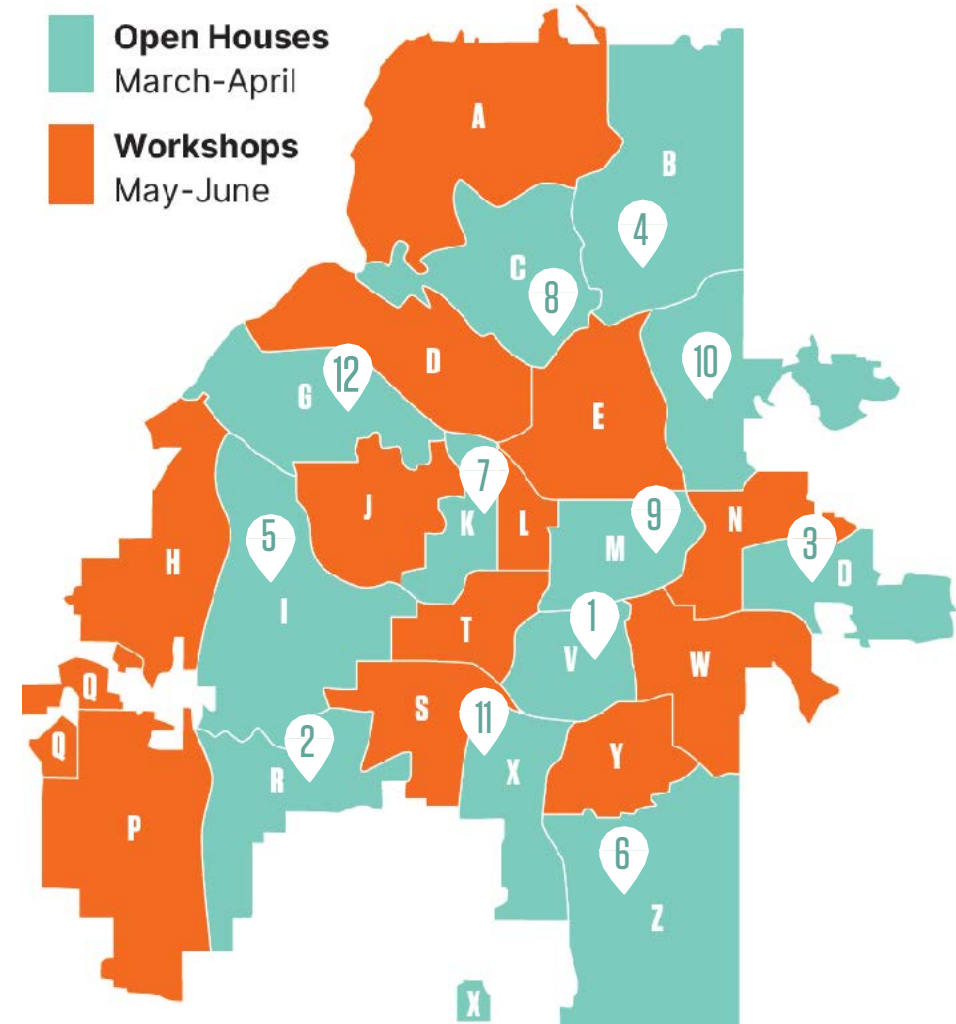 Open Houses
March-April
Workshops
May-June
A
B
4
C
8
10
D
12
G
E
7
9
J
K
L
M
N
3
O
5
H
I
1
T
V
W
Q
S
11
Q
2
R
X
Y
P
6
Z
X